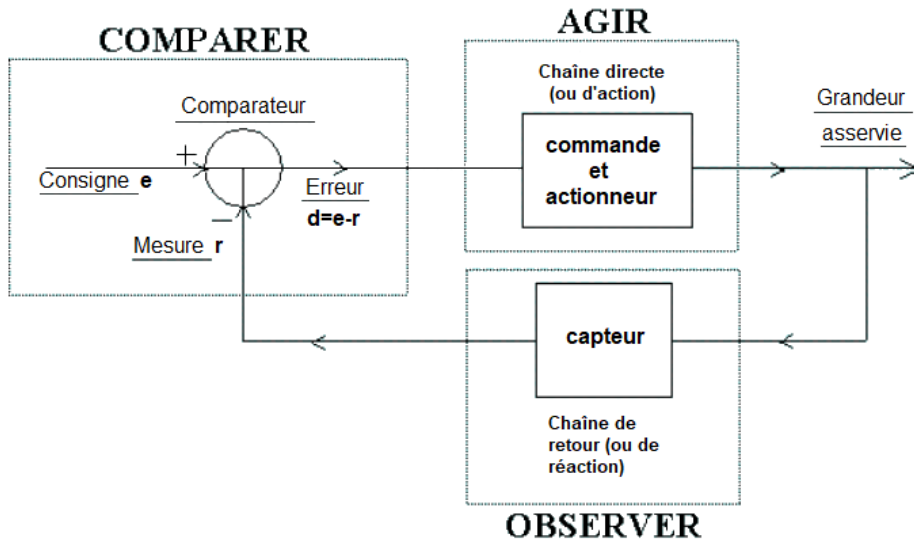 COMPARER
AGIR
Comparateur
Chaîne directe
(ou d'action)
Grandeur
asservie
+
Consigne e
commande
et
actionneur
Erreur
d=e-r
−
Mesure r
capteur
Chaîne de
retour (ou de
réaction)
OBSERVER